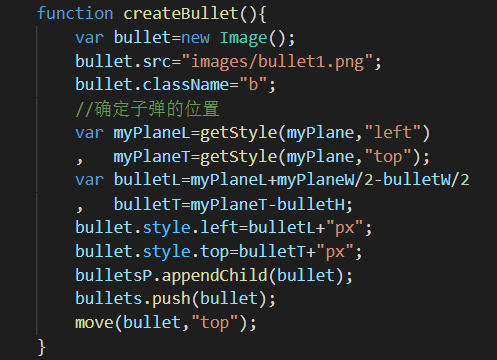 function createBullet(){
    var bullet=new Image();
    bullet.src="images/bullet1.png";
    bullet.className="b";
    //确定子弹的位置
    var myPlaneL=getStyle(myPlane,"left")
    ,   myPlaneT=getStyle(myPlane,"top");
    var bulletL=myPlaneL+myPlaneW/2-bulletW/2
    ,   bulletT=myPlaneT-bulletH;
    bullet.style.left=bulletL+"px";
    bullet.style.top=bulletT+"px";
    bulletsP.appendChild(bullet);
    bullets.push(bullet);
    move(bullet,"top");
}